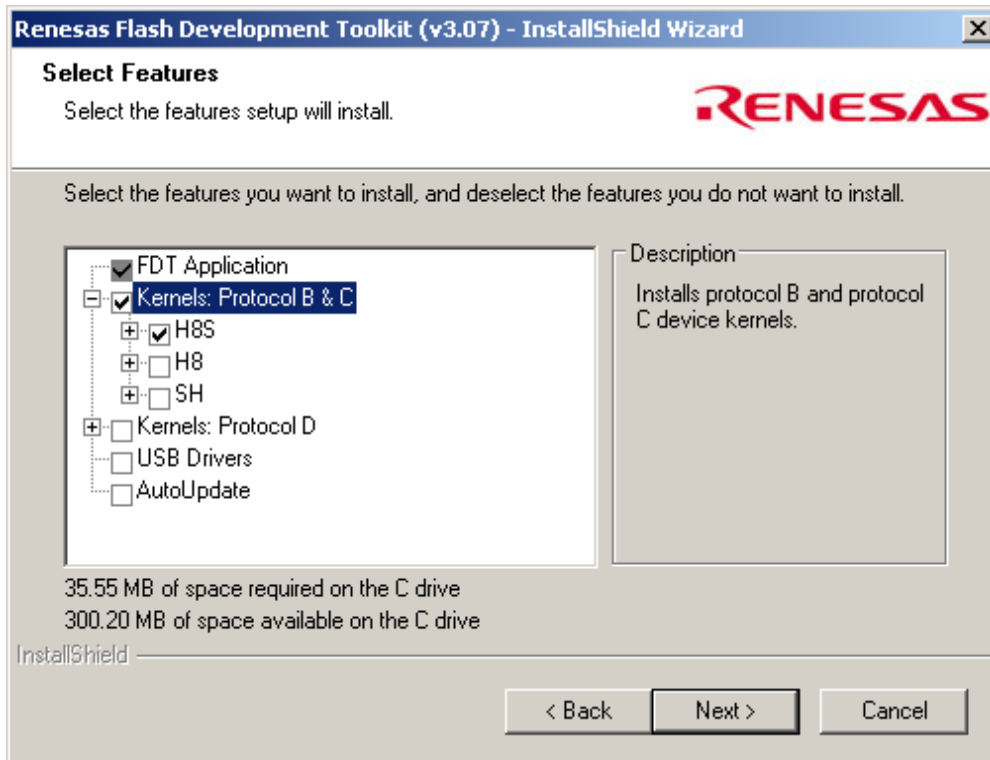 Renesas Flash Development Toolkit (v3.07) - InstallShield Wizard
Select Features
Select the features setup will install.
RENESAS
Select the features you want to install, and deselect the features you do not want to install.
FDT Application
Kernels: Protocol B & C
H8S
H8
SH
Kernels: Protocol D
USB Drivers
AutoUpdate
Description
Installs protocol B and protocol
C device kernels.
35.55 MB of space required on the C drive
300.20 MB of space available on the C drive
InstallShield
< Back
Next >
Cancel